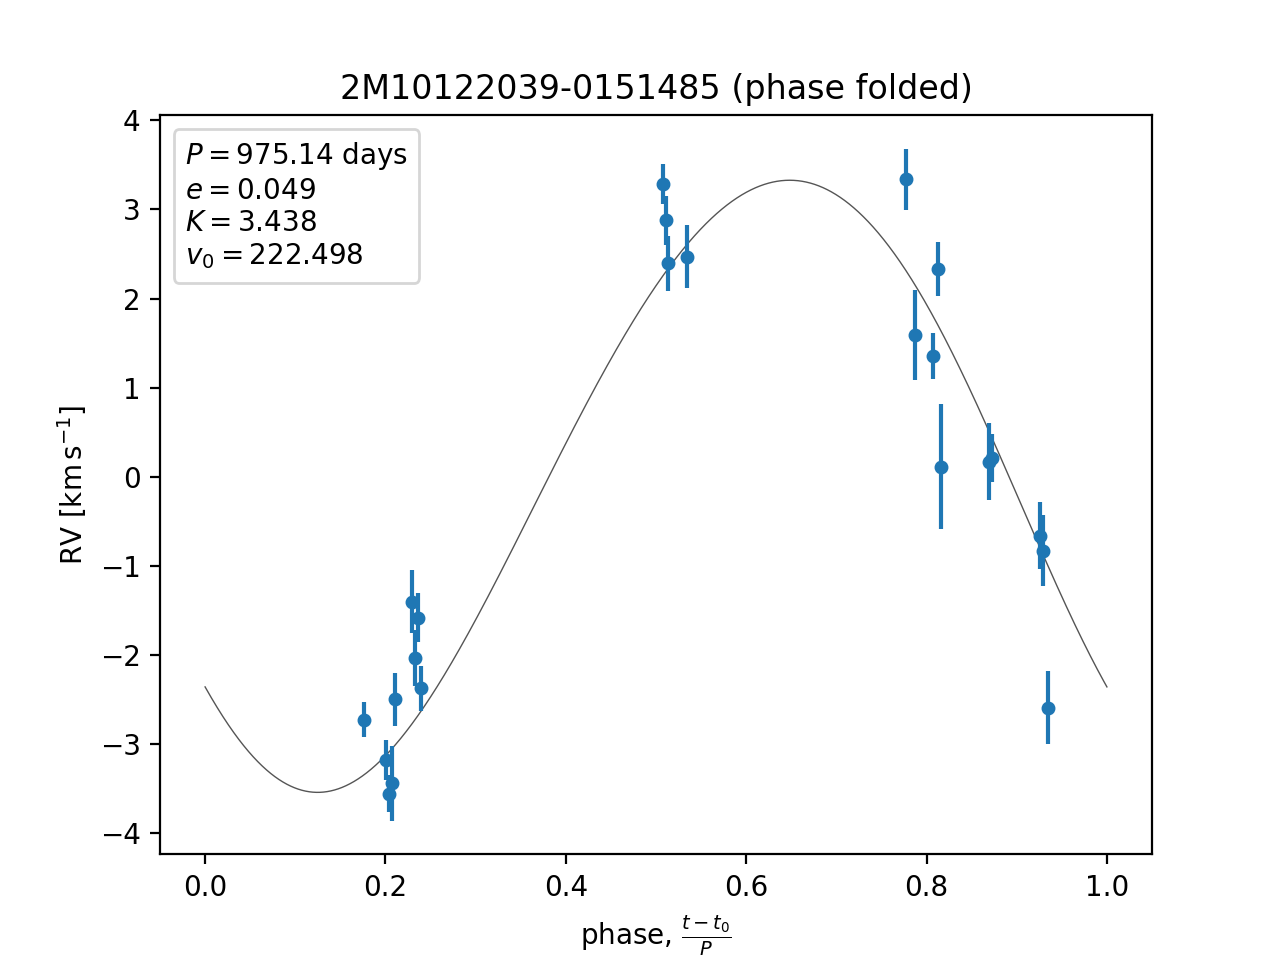 2M10122039-0151485 (phase folded)
P = 975.14 days
e = 0.049
K = 3.438
v₀ = 222.498
4
3
2
1
0
−1
−2
−3
−4
RV [km s⁻¹]
0.0 0.2 0.4 0.6 0.8 1.0
phase, (t − t₀)/P